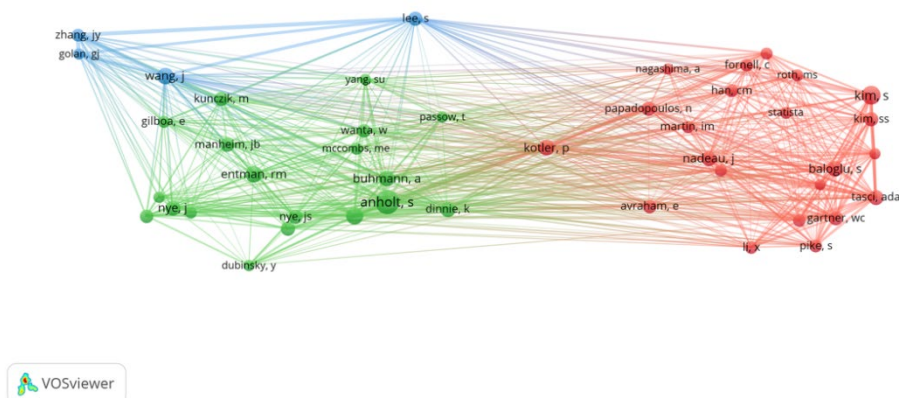 lee, s
zhang, jy
golan, gj
wang, j
yang, su
nagashima, a
fornell, c
roth, ms
kunczik, m
han, cm
kim, s
gilboa, e
passow, t
papadopoulos, n
statista
kim, ss
wanta, w
martin, im
manheim, jb
mccombs, me
kotler, p
nadeau, j
entman, rm
buhmann, a
baloglu, s
anholt, s
tasci, ada
nye, j
nye, js
dinnie, k
avraham, e
gartner, wc
li, x
pike, s
dubinsky, y
VOSviewer